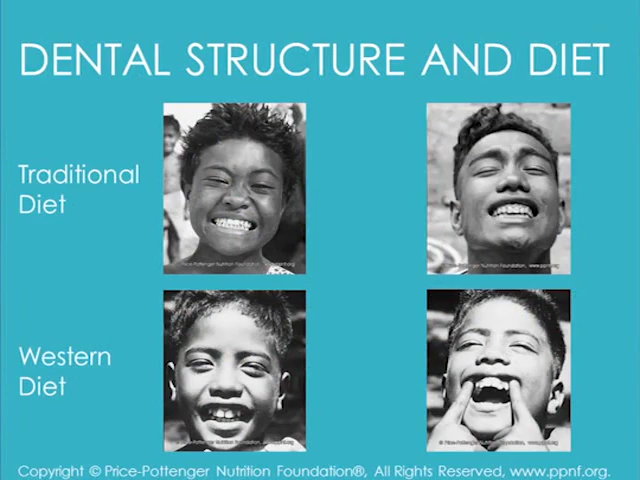 DENTAL STRUCTURE AND DIET
Traditional
Diet
Western
Diet
Copyright © Price-Pottenger Nutrition Foundation®, All Rights Reserved, www.ppnf.org.